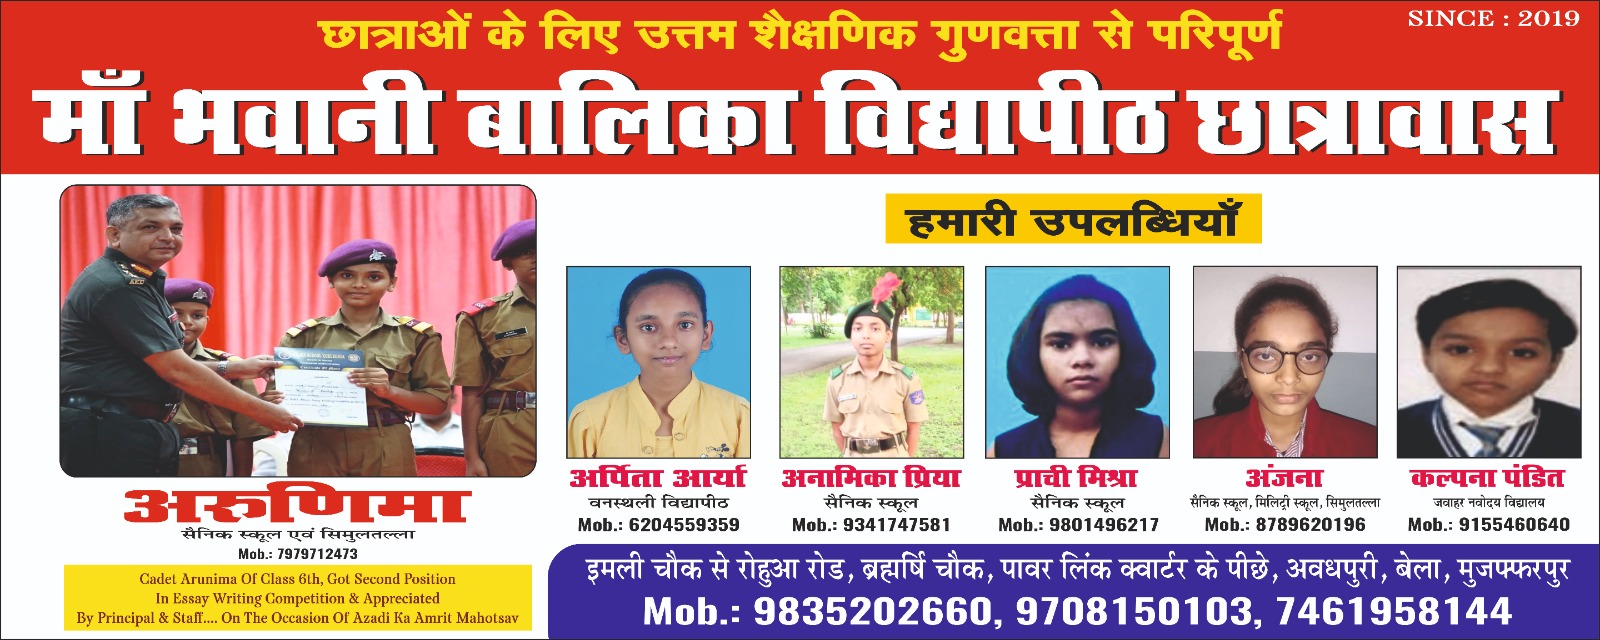 छात्राओं के लिए उत्तम शैक्षणिक गुणवत्ता से परिपूर्ण
SINCE : 2019
माँ भवानी बालिका विद्यापीठ छात्रावास
हमारी उपलब्धियाँ
अरुणिमा
सैनिक स्कूल एवं सिमुलतल्ला
Mob.: 7979712473
Cadet Arunima Of Class 6th, Got Second Position
In Essay Writing Competition & Appreciated
By Principal & Staff.... On The Occasion Of Azadi Ka Amrit Mahotsav
अर्पिता आर्या
वनस्थली विद्यापीठ
Mob.: 6204559359
अनामिका प्रिया
सैनिक स्कूल
Mob.: 9341747581
प्राची मिश्रा
सैनिक स्कूल
Mob.: 9801496217
अंजना
सैनिक स्कूल, मिलिट्री स्कूल, सिमुलतल्ला
Mob.: 8789620196
कल्पना पंडित
जवाहर नवोदय विद्यालय
Mob.: 9155460640
इमली चौक से रोहुआ रोड, ब्रह्मर्षि चौक, पावर लिंक क्वार्टर के पीछे, अवधपुरी, बेला, मुजफ्फरपुर
Mob.: 9835202660, 9708150103, 7461958144